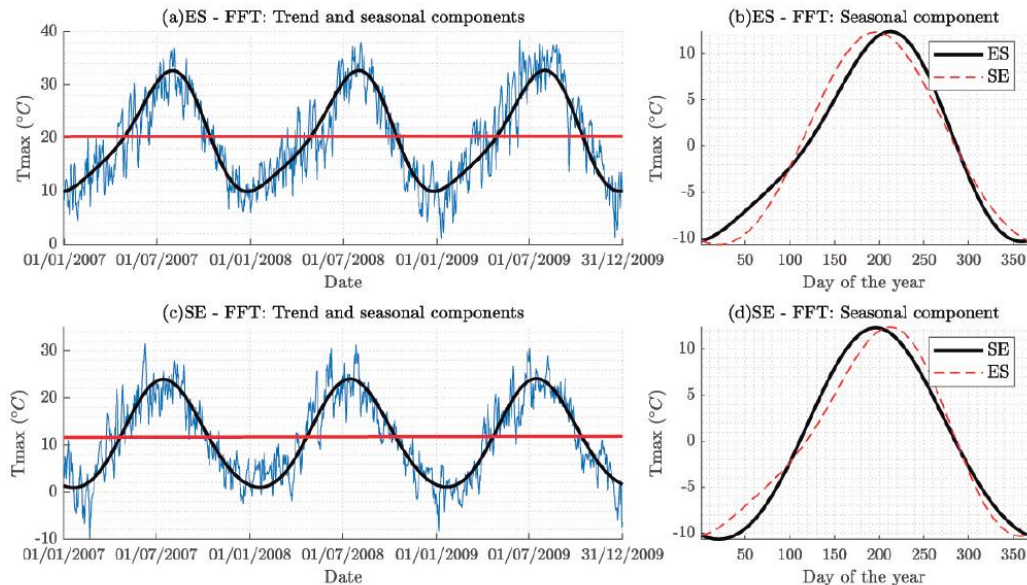 (a)ES - FFT: Trend and seasonal components
40
30
20
10
0
Tmax (°C)
01/01/2007 01/07/2007 01/01/2008 01/07/2008 01/01/2009 01/07/2009 31/12/2009
Date
(b)ES - FFT: Seasonal component
10
5
0
-5
-10
Tmax (°C)
ES
SE
50 100 150 200 250 300 350
Day of the year
(c)SE - FFT: Trend and seasonal components
30
20
10
0
-10
Tmax (°C)
01/01/2007 01/07/2007 01/01/2008 01/07/2008 01/01/2009 01/07/2009 31/12/2009
Date
(d)SE - FFT: Seasonal component
10
5
0
-5
-10
Tmax (°C)
SE
ES
50 100 150 200 250 300 350
Day of the year